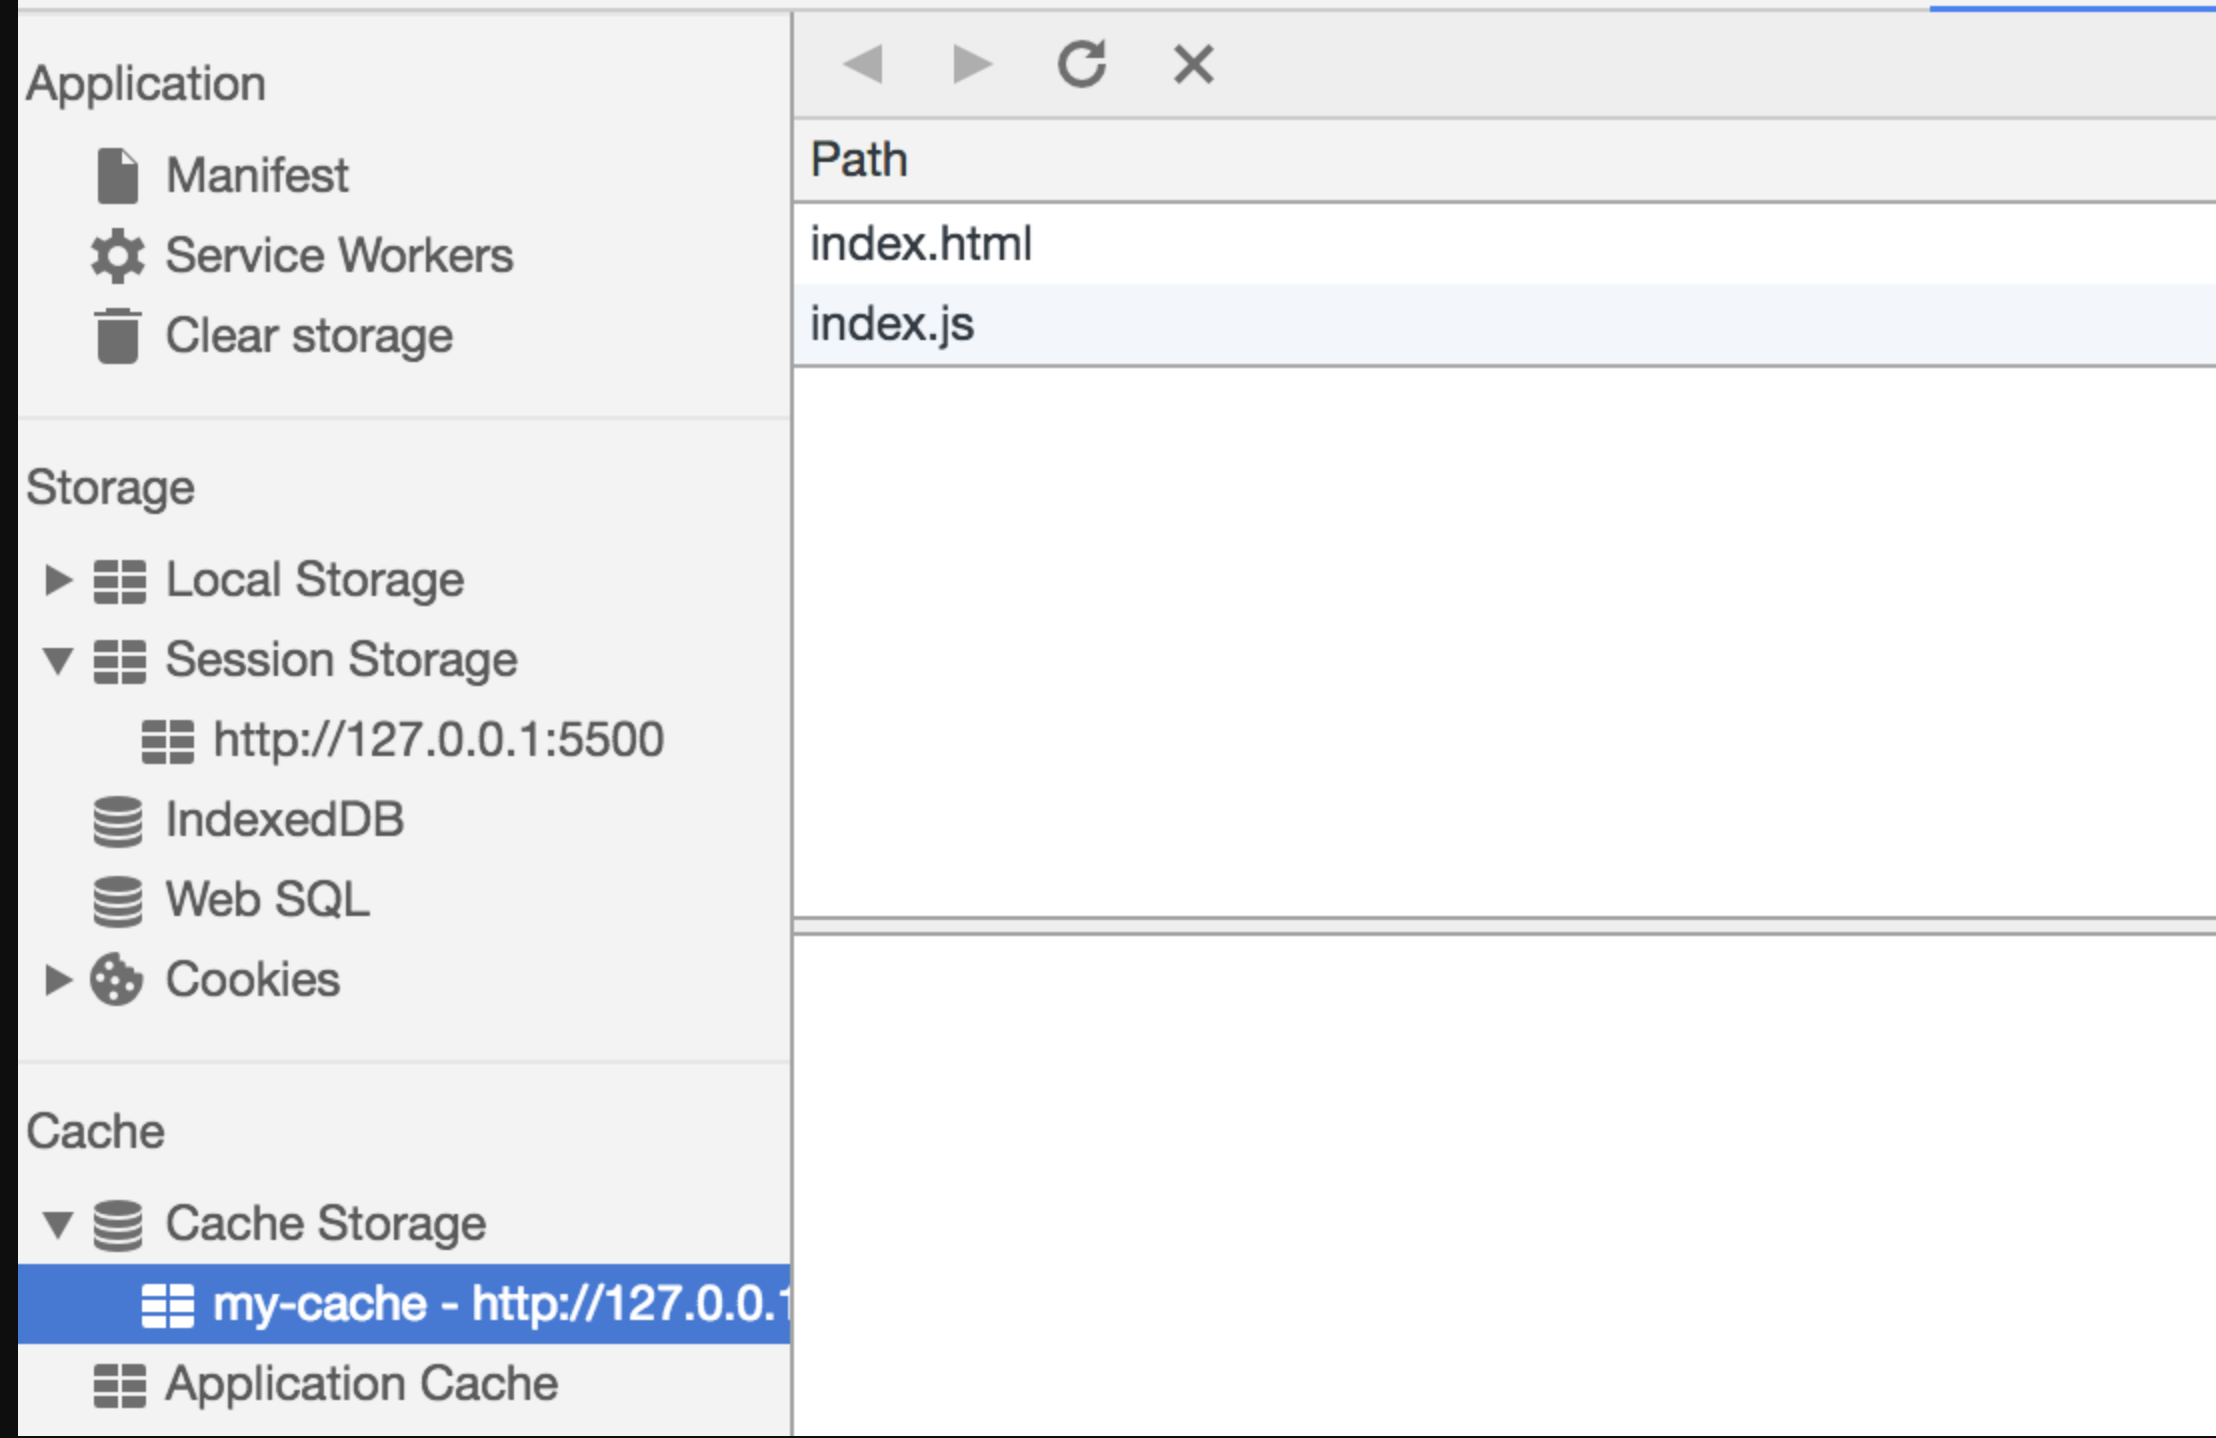 Application
Manifest
Service Workers
Clear storage
Storage
Local Storage
Session Storage
http://127.0.0.1:5500
IndexedDB
Web SQL
Cookies
Cache
Cache Storage
my-cache - http://127.0.0.1
Application Cache
Path
index.html
index.js